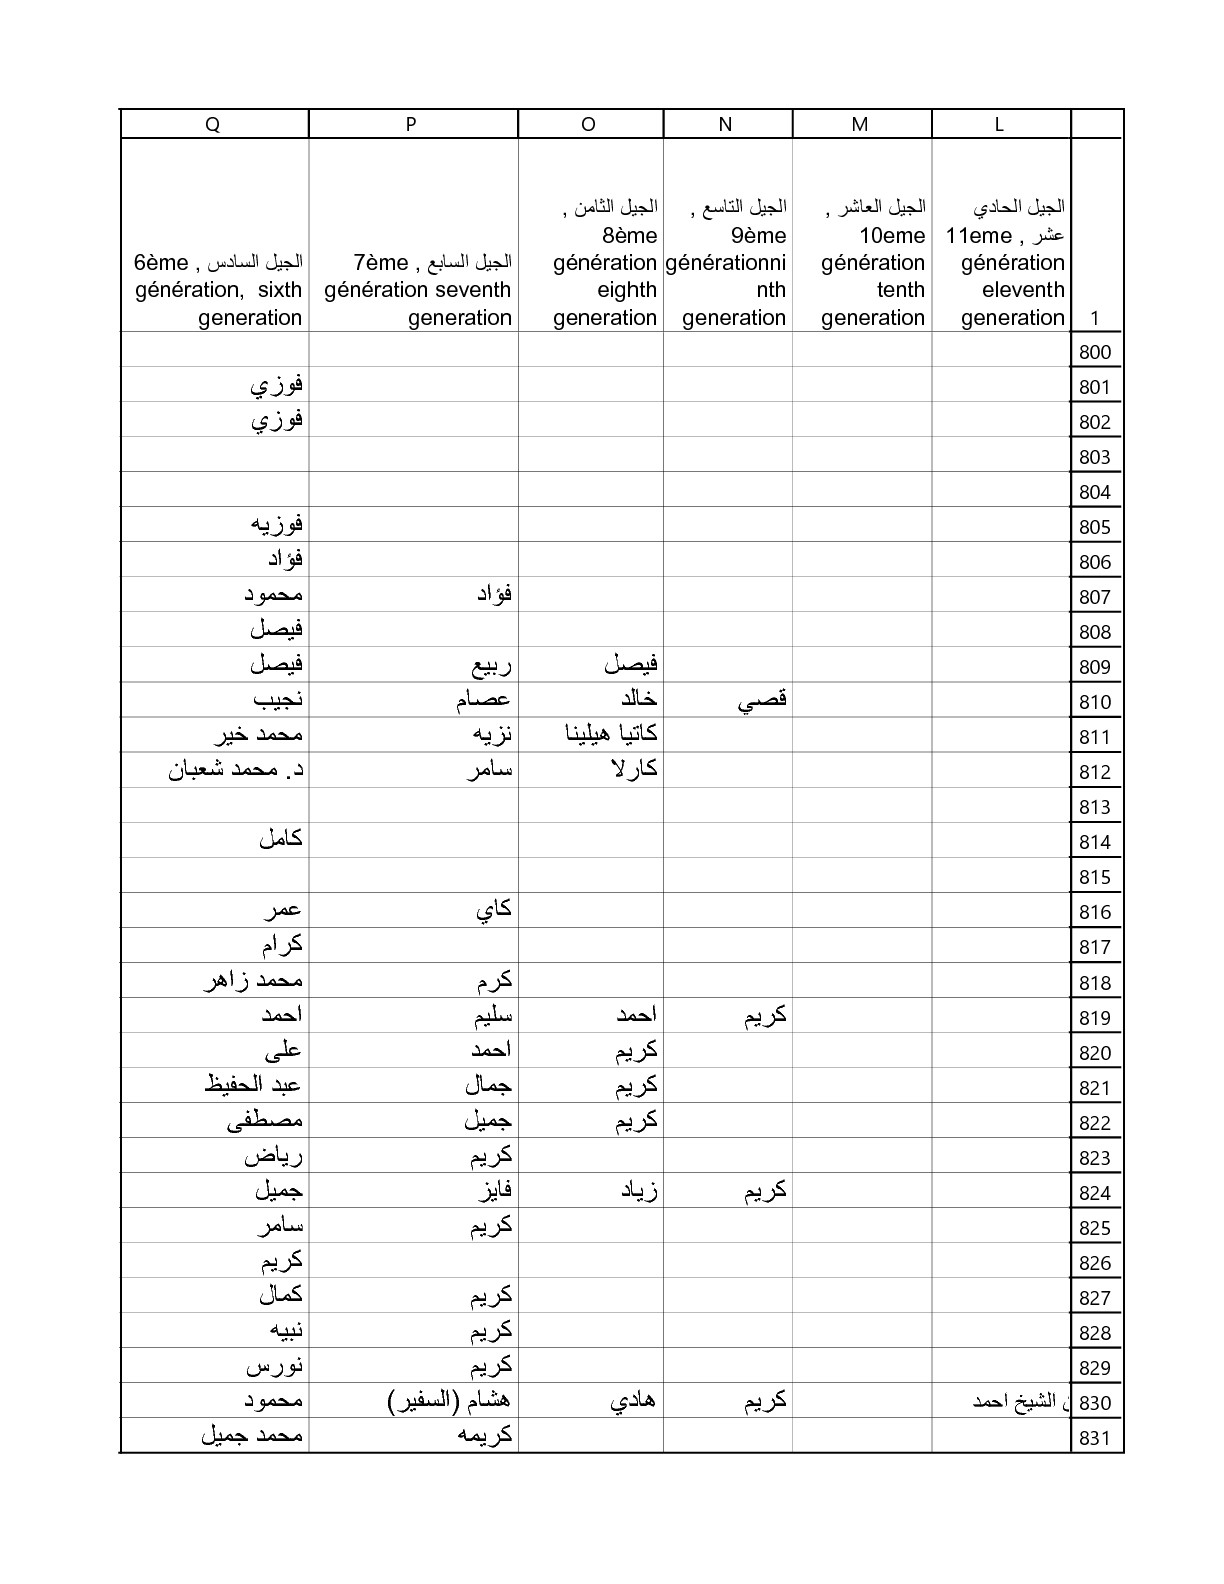 Q P O N M L
الجيل السادس , 6ème génération, sixth generation
الجيل السابع , 7ème génération seventh generation
الجيل الثامن , 8ème génération eighth generation
الجيل التاسع , 9ème générationni nth generation
الجيل العاشر , 10eme génération tenth generation
الجيل الحادي عشر , 11eme génération eleventh generation
1
800
801 فوزي
802 فوزي
803
804
805 فوزيه
806 فؤاد
807 فؤاد محمود
808 فيصل
809 فيصل ربيع فيصل
810 قصي خالد عصام نجيب
811 كاتيا هيلينا نزيه محمد خير
812 كارلا سامر د. محمد شعبان
813
814 كامل
815
816 كاي عمر
817 كرام
818 كرم محمد زاهر
819 كريم احمد سليم احمد
820 كريم احمد على
821 كريم جمال عبد الحفيظ
822 كريم جميل مصطفى
823 كريم رياض
824 كريم زياد فايز جميل
825 كريم سامر
826 كريم
827 كريم كمال
828 كريم نبيه
829 كريم نورس
830 الشيخ احمد كريم هادي هشام (السفير) محمود
831 كريمه محمد جميل